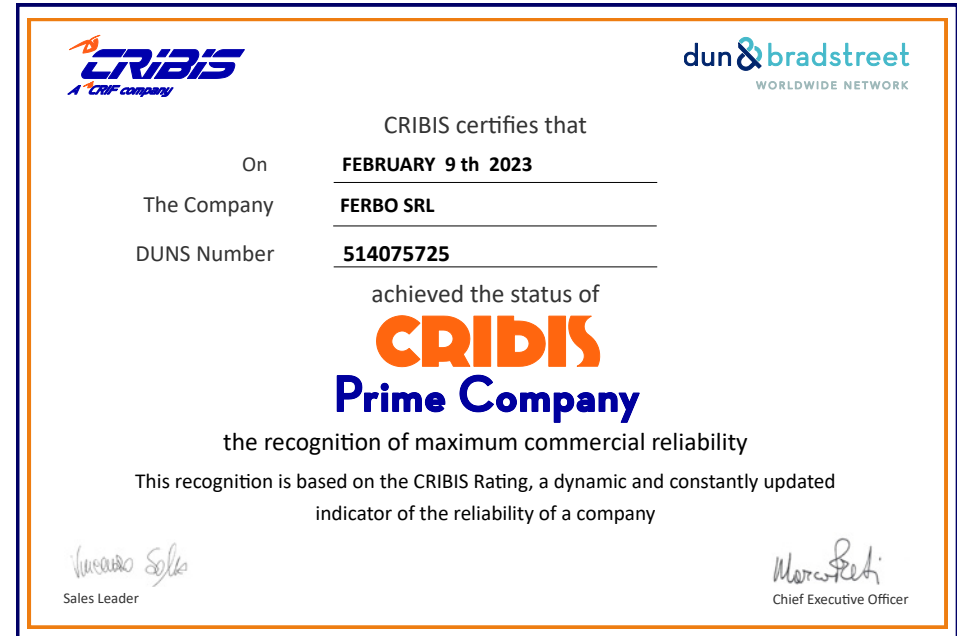 CRIBIS
A CRIF company
dun & bradstreet
WORLDWIDE NETWORK
CRIBIS certifies that
On FEBRUARY 9 th 2023
The Company FERBO SRL
DUNS Number 514075725
achieved the status of
CRIBIS
Prime Company
the recognition of maximum commercial reliability
This recognition is based on the CRIBIS Rating, a dynamic and constantly updated
indicator of the reliability of a company
Marco Preti
Sales Leader
Chief Executive Officer